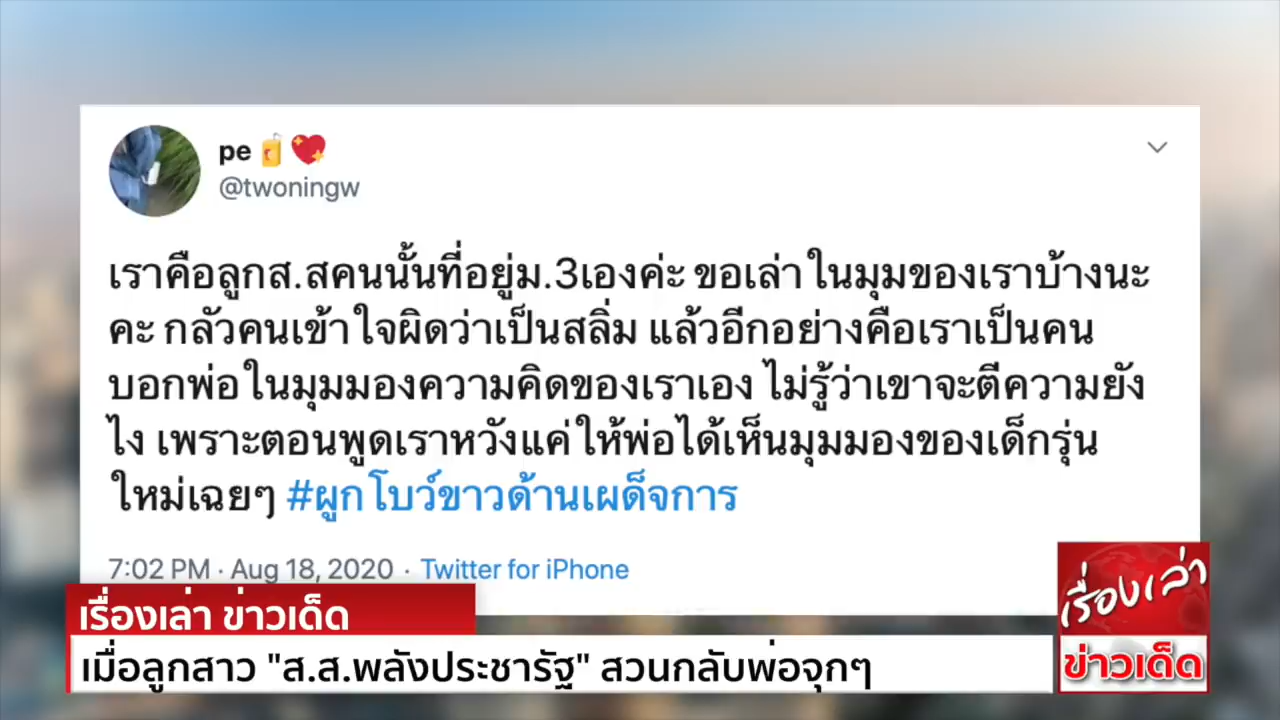 pe 🧃💖
@twoningw
เราคือลูกส.สคนนั้นที่อยู่ม.3เองค่ะ ขอเล่าในมุมของเราบ้างนะ
คะ กลัวคนเข้าใจผิดว่าเป็นสลิ่ม แล้วอีกอย่างคือเราเป็นคน
บอกพ่อในมุมมองความคิดของเราเอง ไม่รู้ว่าเขาจะตีความยัง
ไง เพราะตอนพูดเราหวังแค่ให้พ่อได้เห็นมุมมองของเด็กรุ่น
ใหม่เฉยๆ #ผูกโบว์ขาวด้านเผด็จการ
7:02 PM · Aug 18, 2020 · Twitter for iPhone
เรื่องเล่า ข่าวเด็ด
เมื่อลูกสาว "ส.ส.พลังประชารัฐ" สวนกลับพ่อจุกๆ
เรื่องเล่า
ข่าวเด็ด